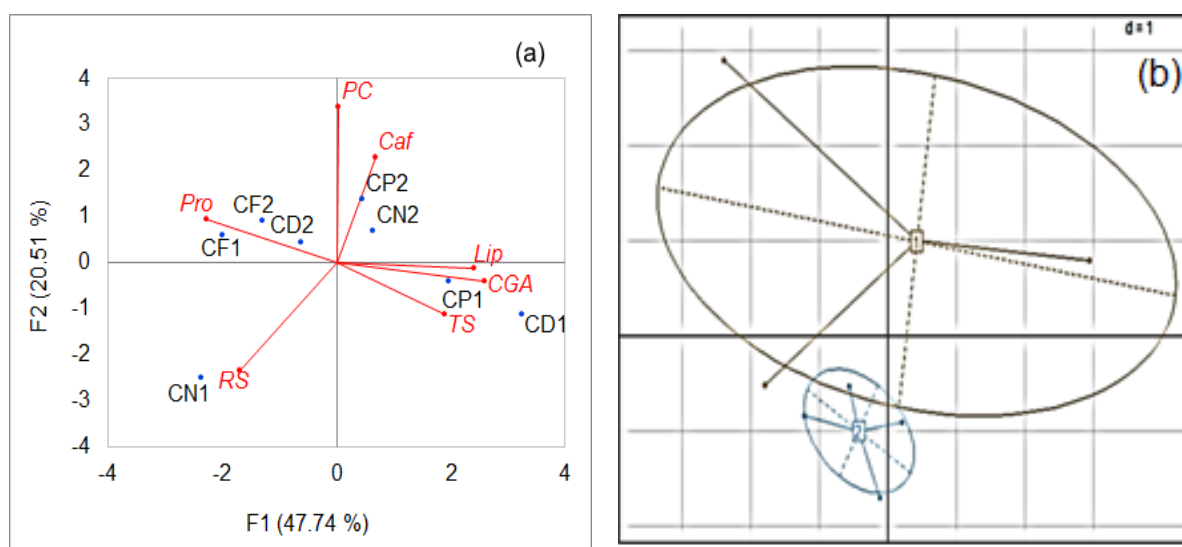 (a)
4
3
2
1
0
-1
-2
-3
-4
PC
Caf
CP2
CN2
Pro
CF2
CD2
CF1
Lip
CGA
CP1
TS
CD1
RS
CN1
-4
-2
0
2
4
F1 (47.74 %)
F2 (20.51 %)
d=1
(b)
1
2